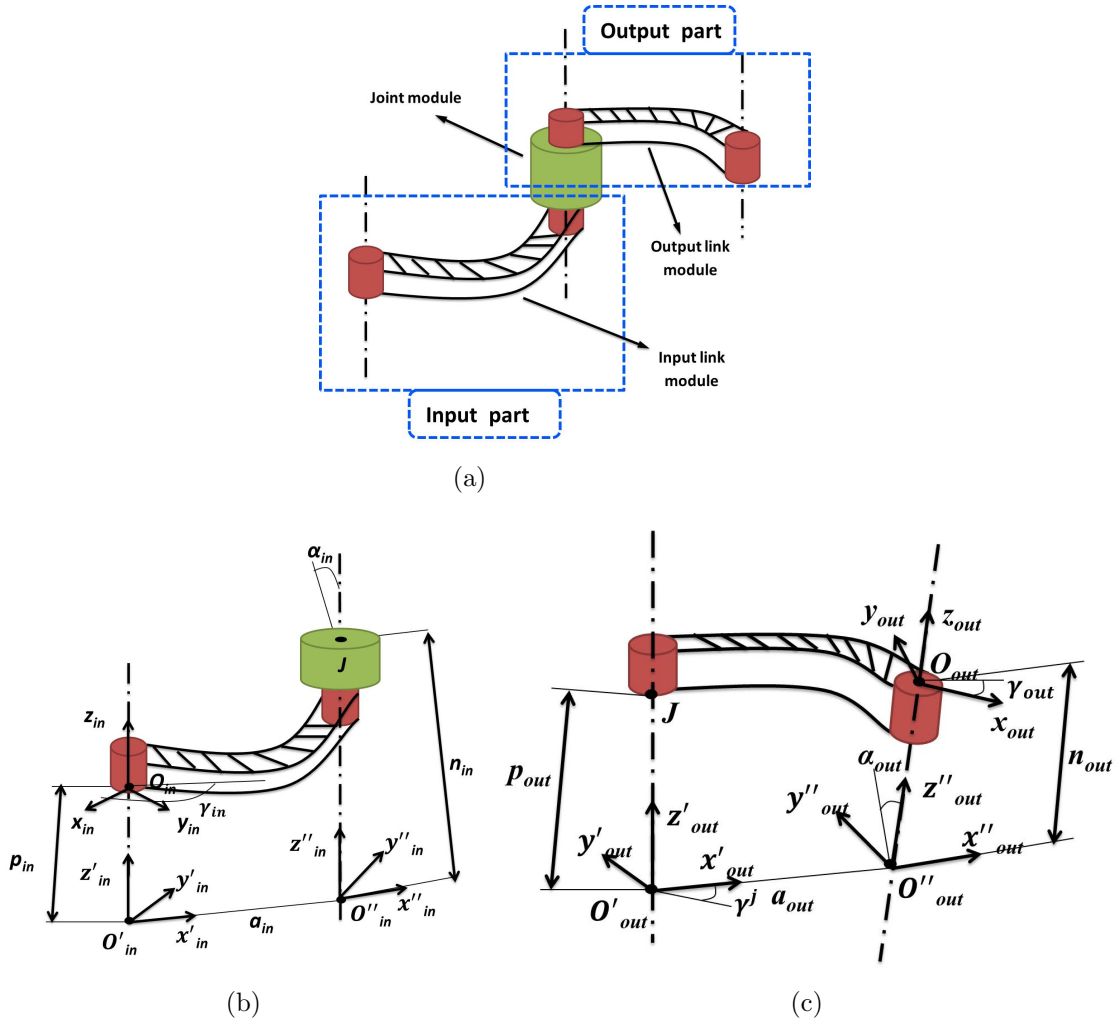 Output part
Joint module
Output link
module
Input link
module
Input part
(a)
α_in
J
z_in
O_in
γ_in
x_in
y_in
n_in
p_in
z'_in
y'_in
x'_in
O'_in
a_in
z''_in
y''_in
x''_in
O''_in
(b)
y_out
z_out
O_out
γ_out
x_out
J
p_out
α_out
n_out
z'_out
y''_out
z''_out
y'_out
x'_out
x''_out
O'_out
γ^j
a_out
O''_out
(c)